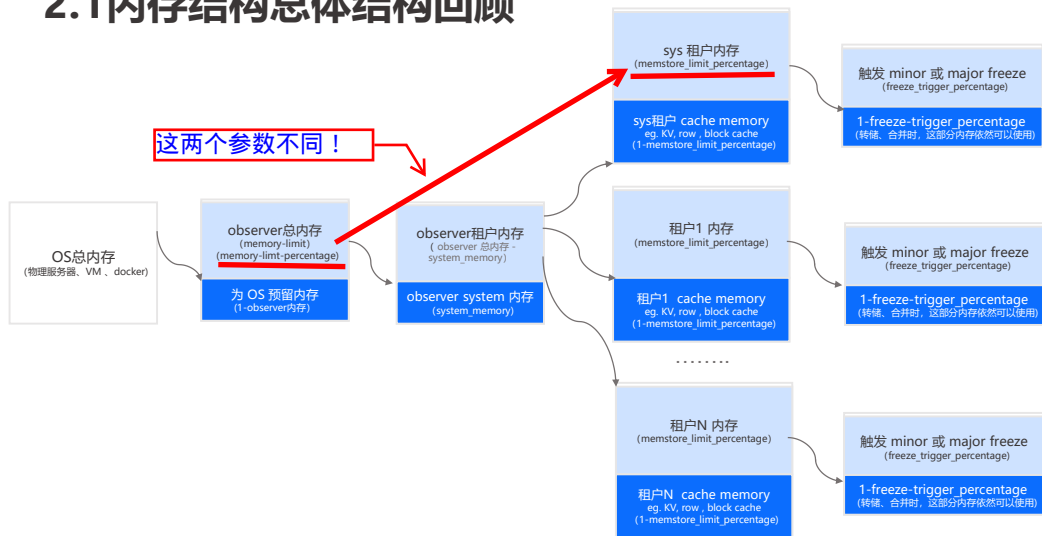 2.1内存结构总体结构回顾
sys 租户内存
(memstore_limit_percentage)
sys租户 cache memory
eg. KV, row , block cache
(1-memstore_limit_percentage)
触发 minor 或 major freeze
(freeze_trigger_percentage)
1-freeze-trigger_percentage
(转储、合并时，这部分内存依然可以使用)
这两个参数不同！
OS总内存
(物理服务器、VM 、docker)
observer总内存
(memory-limit)
(memory-limt-percentage)
为 OS 预留内存
(1-observer内存)
observer租户内存
( observer 总内存 -
system_memory)
observer system 内存
(system_memory)
租户1 内存
(memstore_limit_percentage)
租户1 cache memory
eg. KV, row , block cache
(1-memstore_limit_percentage)
触发 minor 或 major freeze
(freeze_trigger_percentage)
1-freeze-trigger_percentage
(转储、合并时，这部分内存依然可以使用)
........
租户N 内存
(memstore_limit_percentage)
租户N cache memory
eg. KV, row , block cache
(1-memstore_limit_percentage)
触发 minor 或 major freeze
(freeze_trigger_percentage)
1-freeze-trigger_percentage
(转储、合并时，这部分内存依然可以使用)